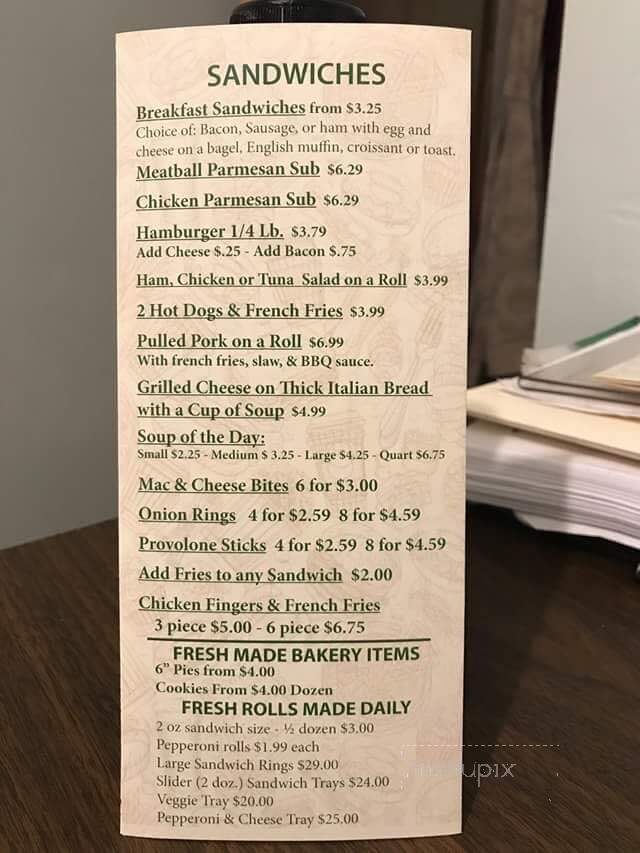 SANDWICHES
Breakfast Sandwiches from $3.25
Choice of: Bacon, Sausage, or ham with egg and
cheese on a bagel, English muffin, croissant or toast.
Meatball Parmesan Sub $6.29
Chicken Parmesan Sub $6.29
Hamburger 1/4 Lb. $3.79
Add Cheese $.25 - Add Bacon $.75
Ham, Chicken or Tuna Salad on a Roll $3.99
2 Hot Dogs & French Fries $3.99
Pulled Pork on a Roll $6.99
With french fries, slaw, & BBQ sauce.
Grilled Cheese on Thick Italian Bread
with a Cup of Soup $4.99
Soup of the Day:
Small $2.25 - Medium $ 3.25 - Large $4.25 - Quart $6.75
Mac & Cheese Bites 6 for $3.00
Onion Rings 4 for $2.59 8 for $4.59
Provolone Sticks 4 for $2.59 8 for $4.59
Add Fries to any Sandwich $2.00
Chicken Fingers & French Fries
3 piece $5.00 - 6 piece $6.75
FRESH MADE BAKERY ITEMS
6” Pies from $4.00
Cookies From $4.00 Dozen
FRESH ROLLS MADE DAILY
2 oz sandwich size - ½ dozen $3.00
Pepperoni rolls $1.99 each
Large Sandwich Rings $29.00
Slider (2 doz.) Sandwich Trays $24.00
Veggie Tray $20.00
Pepperoni & Cheese Tray $25.00